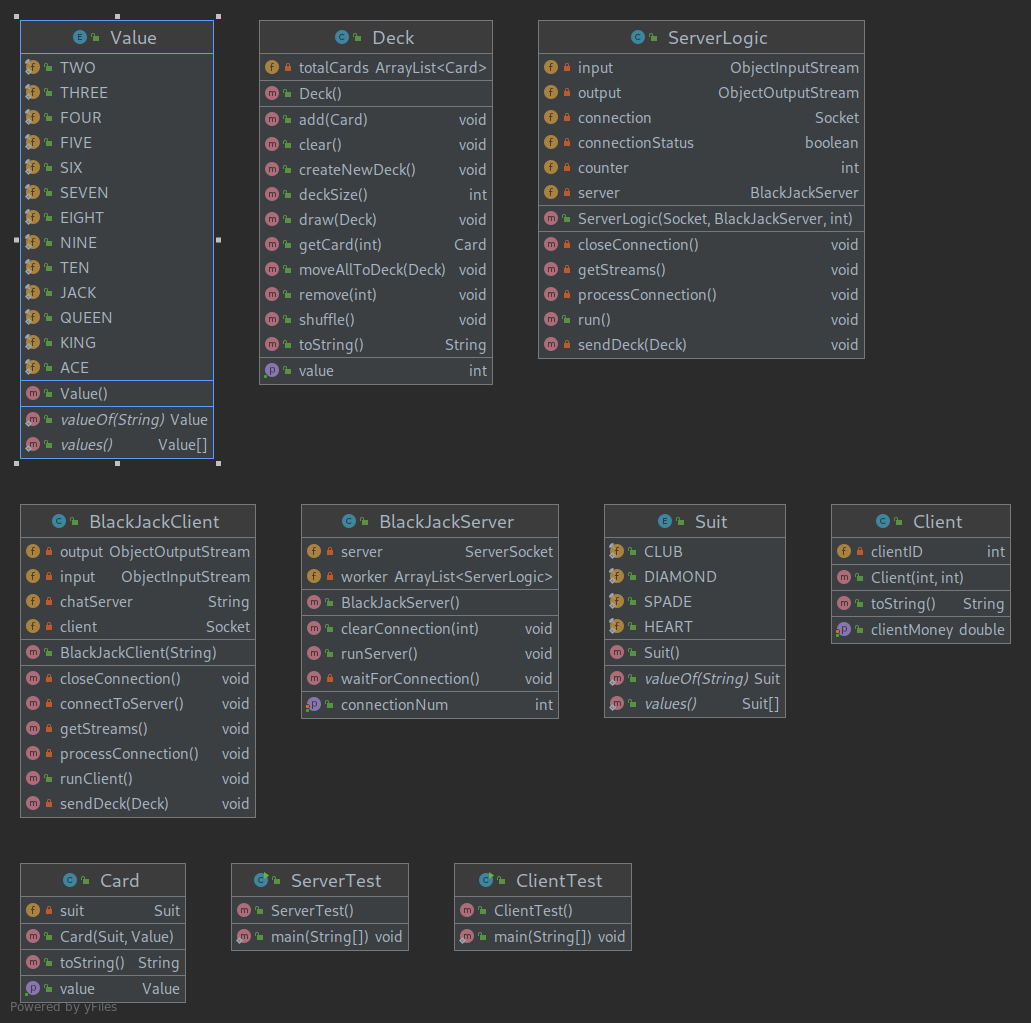 Value
TWO
THREE
FOUR
FIVE
SIX
SEVEN
EIGHT
NINE
TEN
JACK
QUEEN
KING
ACE
Value()
valueOf(String) Value
values() Value[]
Deck
totalCards ArrayList<Card>
Deck()
add(Card) void
clear() void
createNewDeck() void
deckSize() int
draw(Deck) void
getCard(int) Card
moveAllToDeck(Deck) void
remove(int) void
shuffle() void
toString() String
value int
ServerLogic
input ObjectInputStream
output ObjectOutputStream
connection Socket
connectionStatus boolean
counter int
server BlackJackServer
ServerLogic(Socket, BlackJackServer, int)
closeConnection() void
getStreams() void
processConnection() void
run() void
sendDeck(Deck) void
BlackJackClient
output ObjectOutputStream
input ObjectInputStream
chatServer String
client Socket
BlackJackClient(String)
closeConnection() void
connectToServer() void
getStreams() void
processConnection() void
runClient() void
sendDeck(Deck) void
BlackJackServer
server ServerSocket
worker ArrayList<ServerLogic>
BlackJackServer()
clearConnection(int) void
runServer() void
waitForConnection() void
connectionNum int
Suit
CLUB
DIAMOND
SPADE
HEART
Suit()
valueOf(String) Suit
values() Suit[]
Client
clientID int
Client(int, int)
toString() String
clientMoney double
Card
suit Suit
Card(Suit, Value)
toString() String
value Value
ServerTest
ServerTest()
main(String[]) void
ClientTest
ClientTest()
main(String[]) void
Powered by yFiles